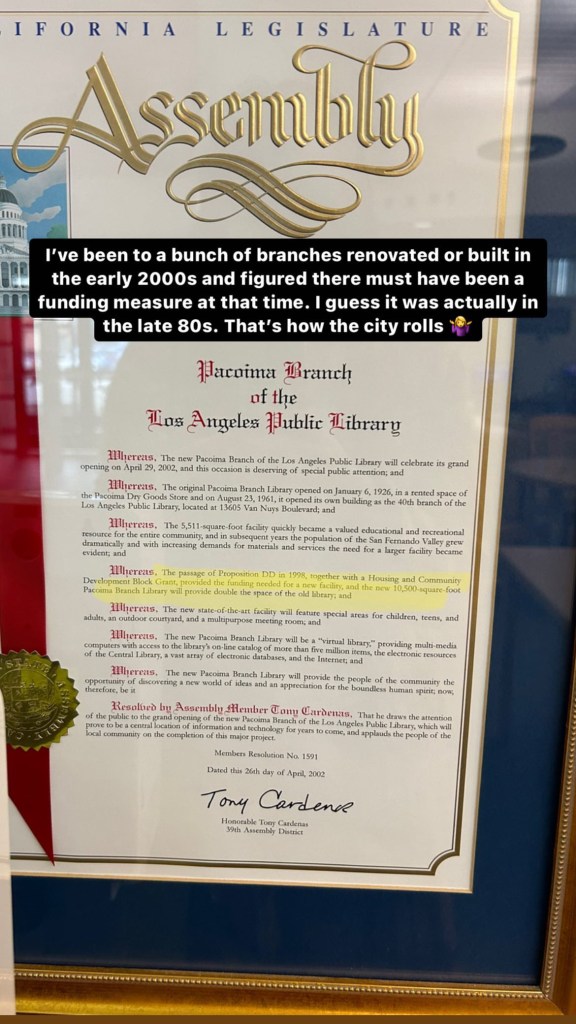 IFORNIA LEGISLATURE
Assembly
I've been to a bunch of branches renovated or built in
the early 2000s and figured there must have been a
funding measure at that time. I guess it was actually in
the late 80s. That's how the city rolls 🤷‍♀️
Pacoima Branch
of the
Los Angeles Public Library
Whereas, The new Pacoima Branch of the Los Angeles Public Library will celebrate its grand
opening on April 29, 2002, and this occasion is deserving of special public attention; and
Whereas, The original Pacoima Branch Library opened on January 6, 1926, in a rented space of
the Pacoima Dry Goods Store and on August 23, 1961, it opened its own building as the 40th branch of the
Los Angeles Public Library, located at 13605 Van Nuys Boulevard; and
Whereas, The 5,511-square-foot facility quickly became a valued educational and recreational
resource for the entire community, and in subsequent years the population of the San Fernando Valley grew
dramatically and with increasing demands for materials and services the need for a larger facility became
evident; and
Whereas, The passage of Proposition DD in 1998, together with a Housing and Community
Development Block Grant, provided the funding needed for a new facility, and the new 10,500-square-foot
Pacoima Branch Library will provide double the space of the old library; and
Whereas, The new state-of-the-art facility will feature special areas for children, teens, and
adults, an outdoor courtyard, and a multipurpose meeting room; and
Whereas, The new Pacoima Branch Library will be a "virtual library," providing multi-media
computers with access to the library's on-line catalog of more than five million items, the electronic resources
of the Central Library, a vast array of electronic databases, and the Internet; and
Whereas, The new Pacoima Branch Library will provide the people of the community the
opportunity of discovering a new world of ideas and an appreciation for the boundless human spirit; now,
therefore, be it
Resolved by Assembly Member Tony Cardenas, That he draws the attention
of the public to the grand opening of the new Pacoima Branch of the Los Angeles Public Library, which will
prove to be a central location of information and technology for years to come, and applauds the people of the
local community on the completion of this major project.
Members Resolution No. 1591
Dated this 26th day of April, 2002
Tony Cardenas
Honorable Tony Cardenas
39th Assembly District